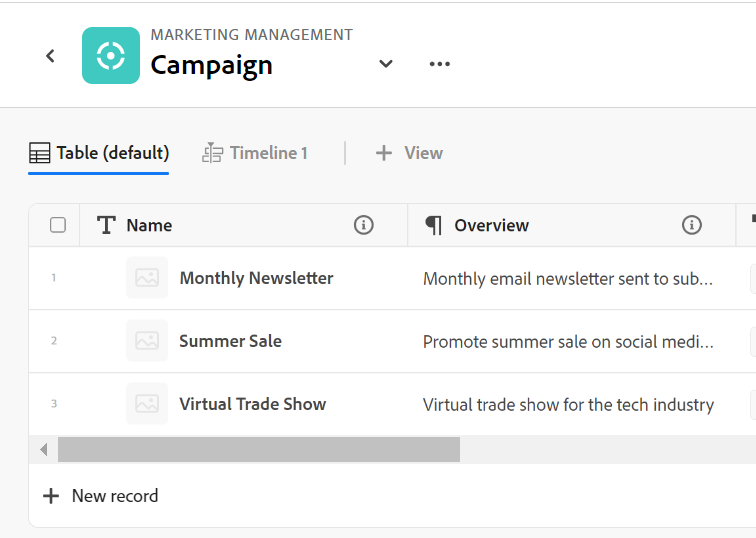 MARKETING MANAGEMENT
Campaign
Table (default) Timeline 1 View
Name Overview
1 Monthly Newsletter Monthly email newsletter sent to sub...
2 Summer Sale Promote summer sale on social medi...
3 Virtual Trade Show Virtual trade show for the tech industry
New record